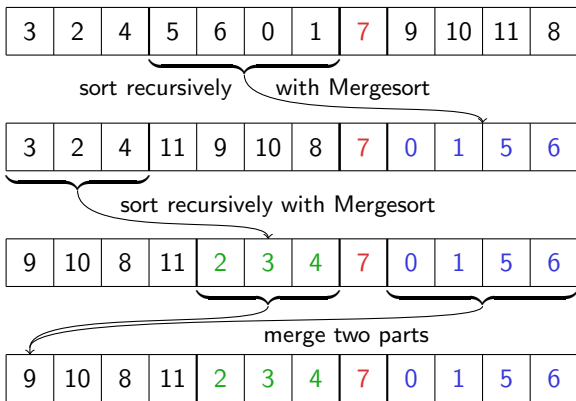 3 2 4 5 6 0 1 7 9 10 11 8
sort recursively with Mergesort
3 2 4 11 9 10 8 7 0 1 5 6
sort recursively with Mergesort
9 10 8 11 2 3 4 7 0 1 5 6
merge two parts
9 10 8 11 2 3 4 7 0 1 5 6